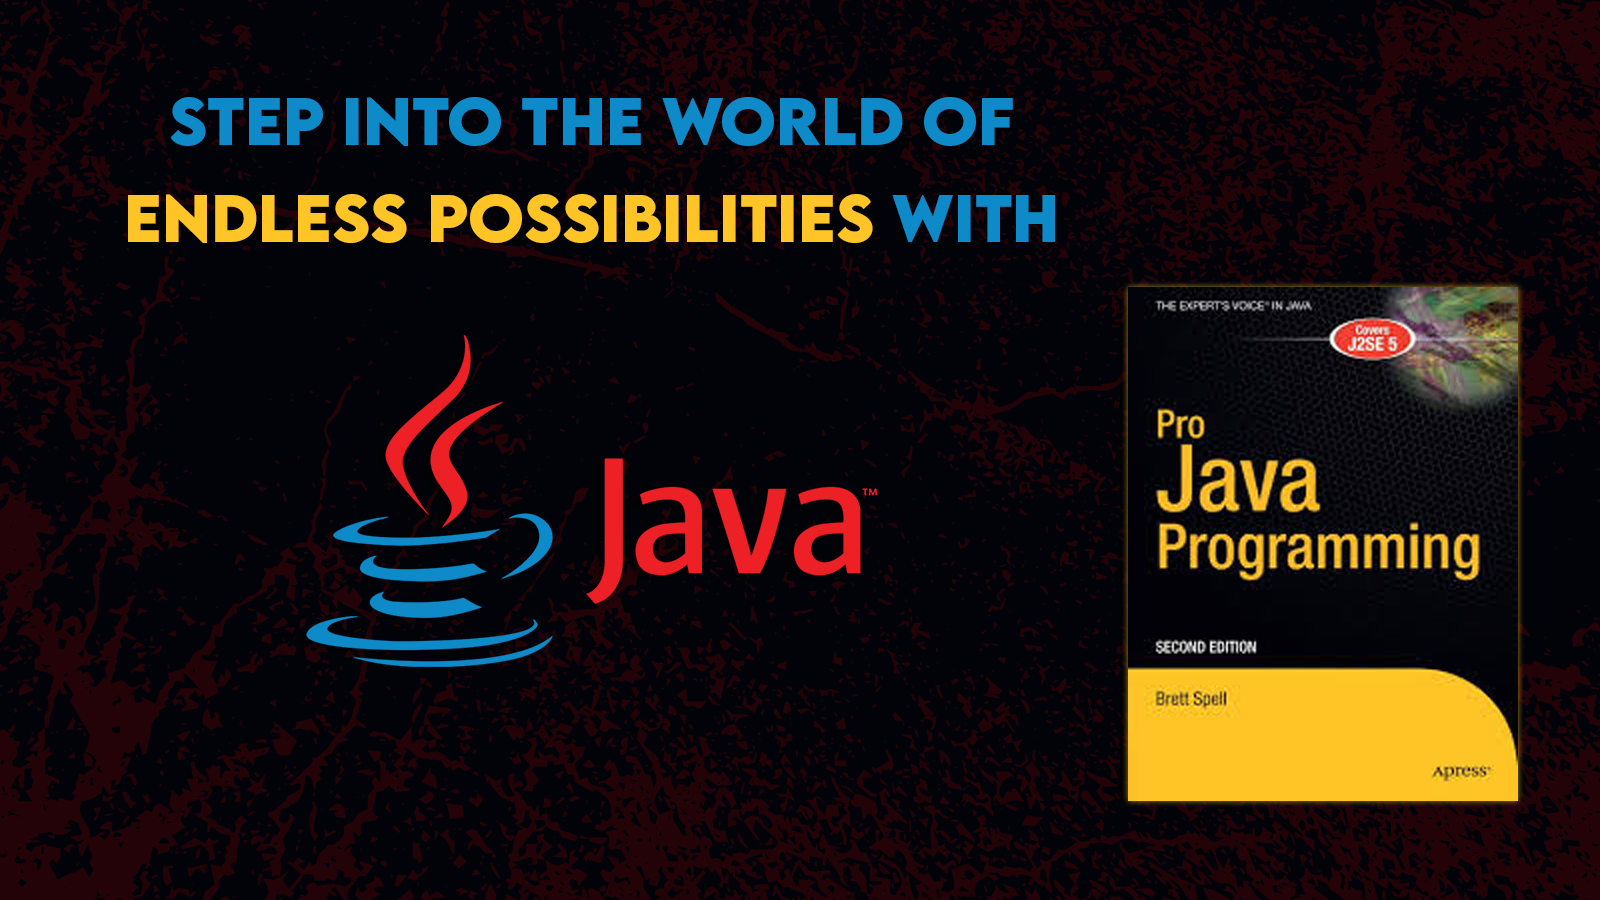 STEP INTO THE WORLD OF
ENDLESS POSSIBILITIES WITH
Java™
THE EXPERT'S VOICE® IN JAVA
Covers
J2SE 5
Pro
Java
Programming
SECOND EDITION
Brett Spell
Apress®